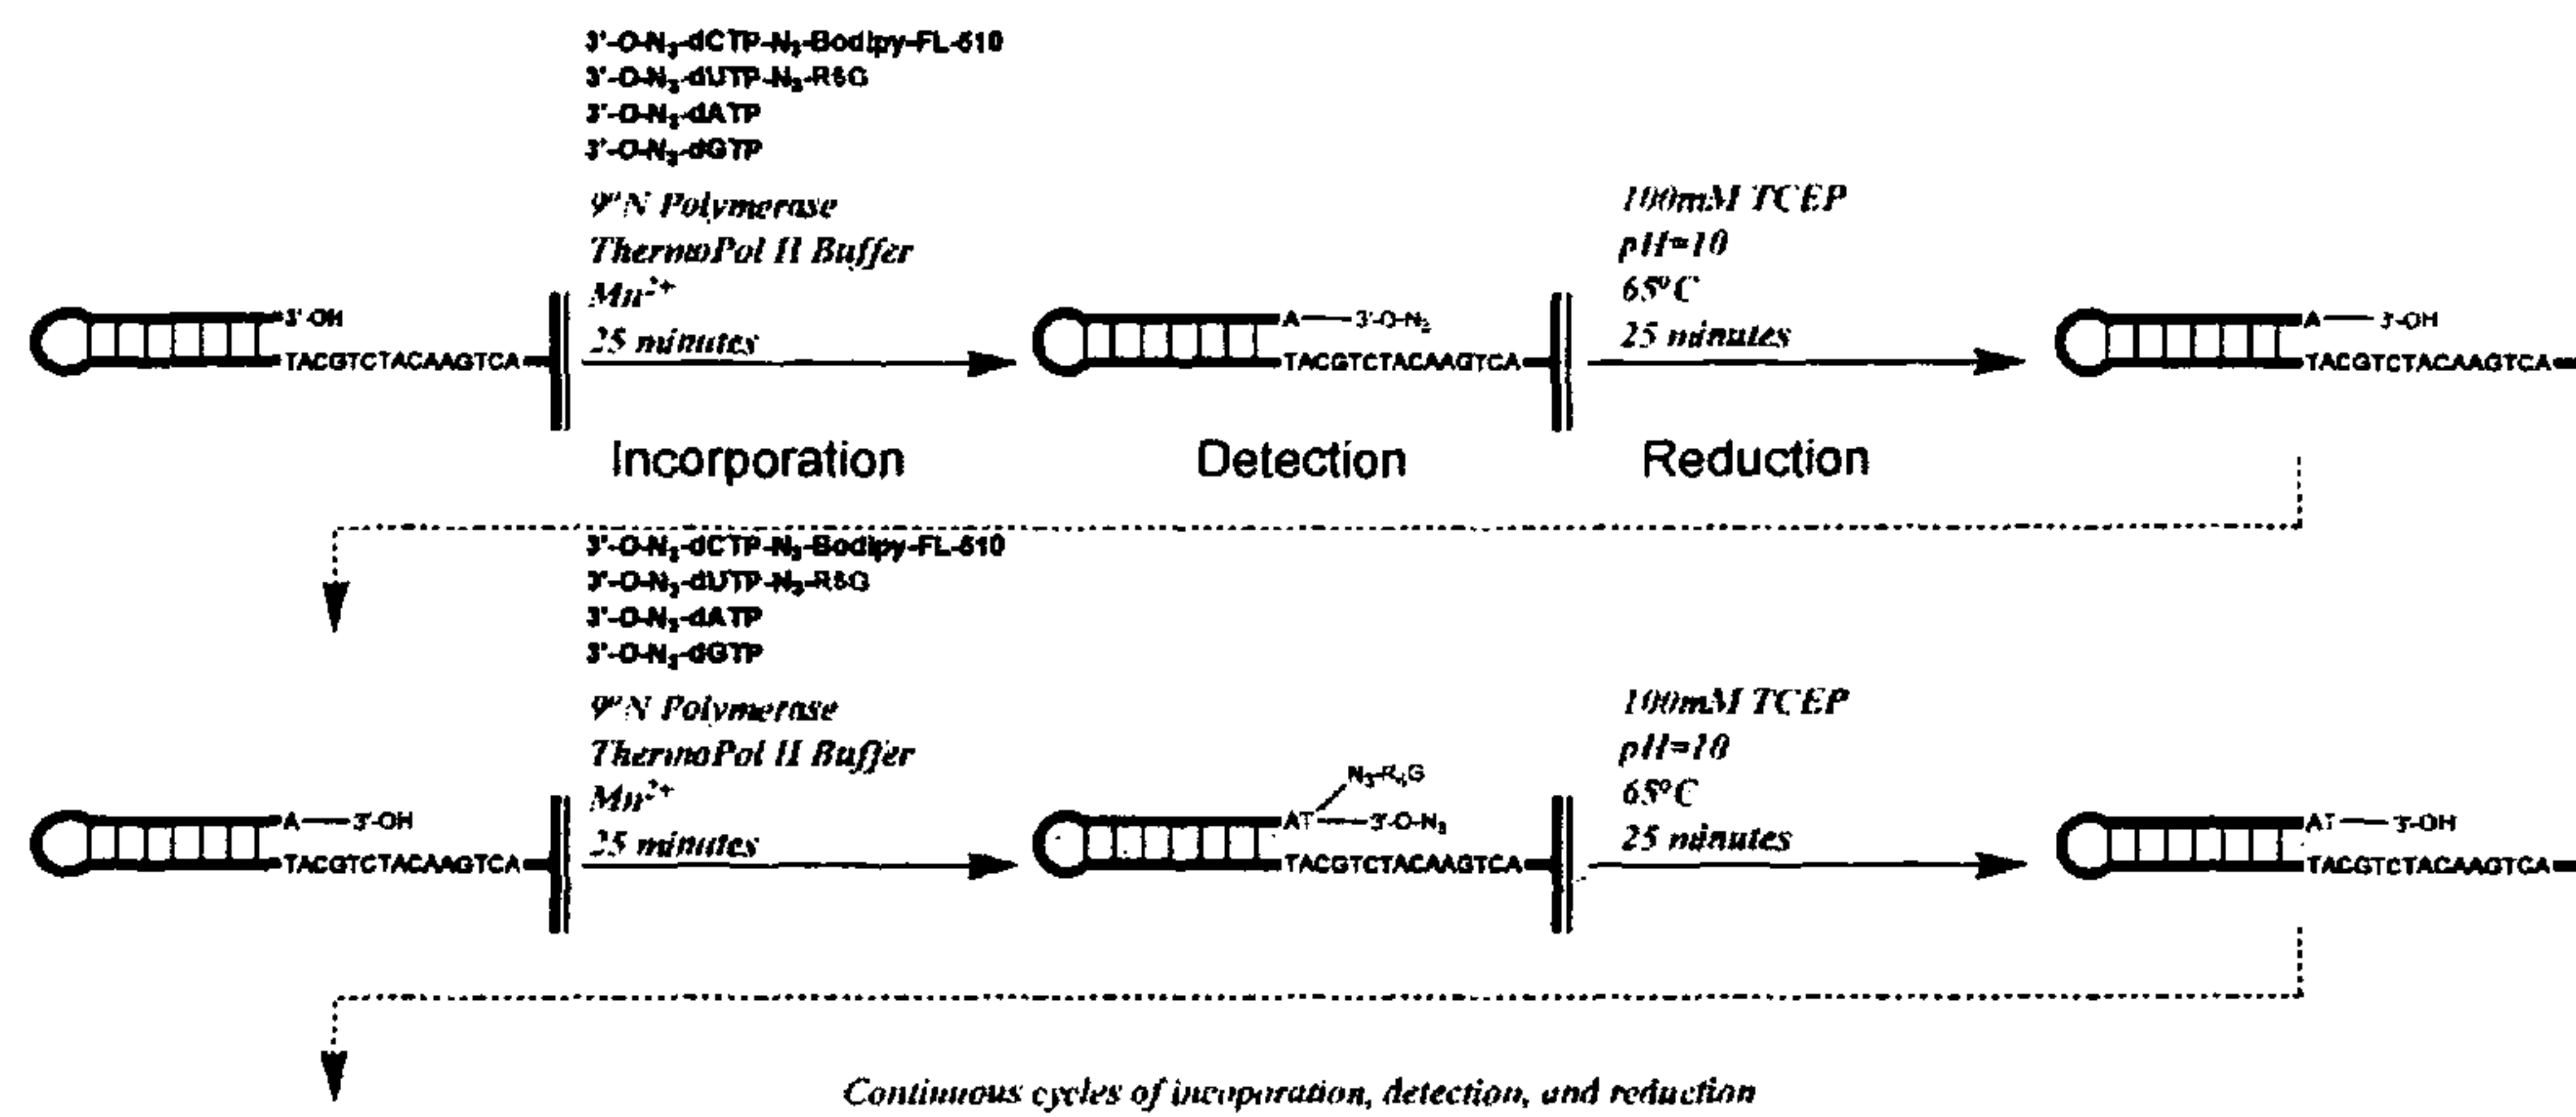 3'-O-N3-dCTP-N3-Bodipy-FL-510
3'-O-N3-dUTP-N3-R6G
3'-O-N3-dATP
3'-O-N3-dGTP
9°N Polymerase
ThermoPol II Buffer
Mn2+
25 minutes
100mM TCEP
pH=10
65°C
25 minutes
3'-OH
TACGTCTACAAGTCA
A 3'-O-N3
TACGTCTACAAGTCA
A 3'-OH
TACGTCTACAAGTCA
Incorporation
Detection
Reduction
3'-O-N3-dCTP-N3-Bodipy-FL-510
3'-O-N3-dUTP-N3-R6G
3'-O-N3-dATP
3'-O-N3-dGTP
9°N Polymerase
ThermoPol II Buffer
Mn2+
25 minutes
100mM TCEP
pH=10
65°C
25 minutes
A 3'-OH
TACGTCTACAAGTCA
N3-R6G
AT 3'-O-N3
TACGTCTACAAGTCA
AT 3'-OH
TACGTCTACAAGTCA
Continuous cycles of incoporation, detection, and reduction